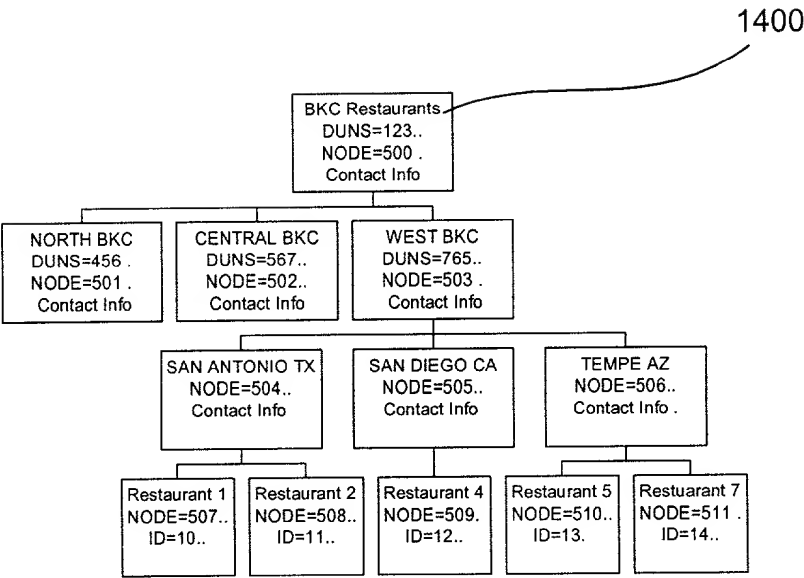 1400
BKC Restaurants
DUNS=123..
NODE=500 .
Contact Info
NORTH BKC
DUNS=456 .
NODE=501 .
Contact Info
CENTRAL BKC
DUNS=567..
NODE=502..
Contact Info
WEST BKC
DUNS=765..
NODE=503 .
Contact Info
SAN ANTONIO TX
NODE=504..
Contact Info
SAN DIEGO CA
NODE=505..
Contact Info
TEMPE AZ
NODE=506..
Contact Info .
Restaurant 1
NODE=507..
ID=10..
Restaurant 2
NODE=508..
ID=11..
Restaurant 4
NODE=509.
ID=12..
Restaurant 5
NODE=510..
ID=13.
Restuarant 7
NODE=511 .
ID=14..